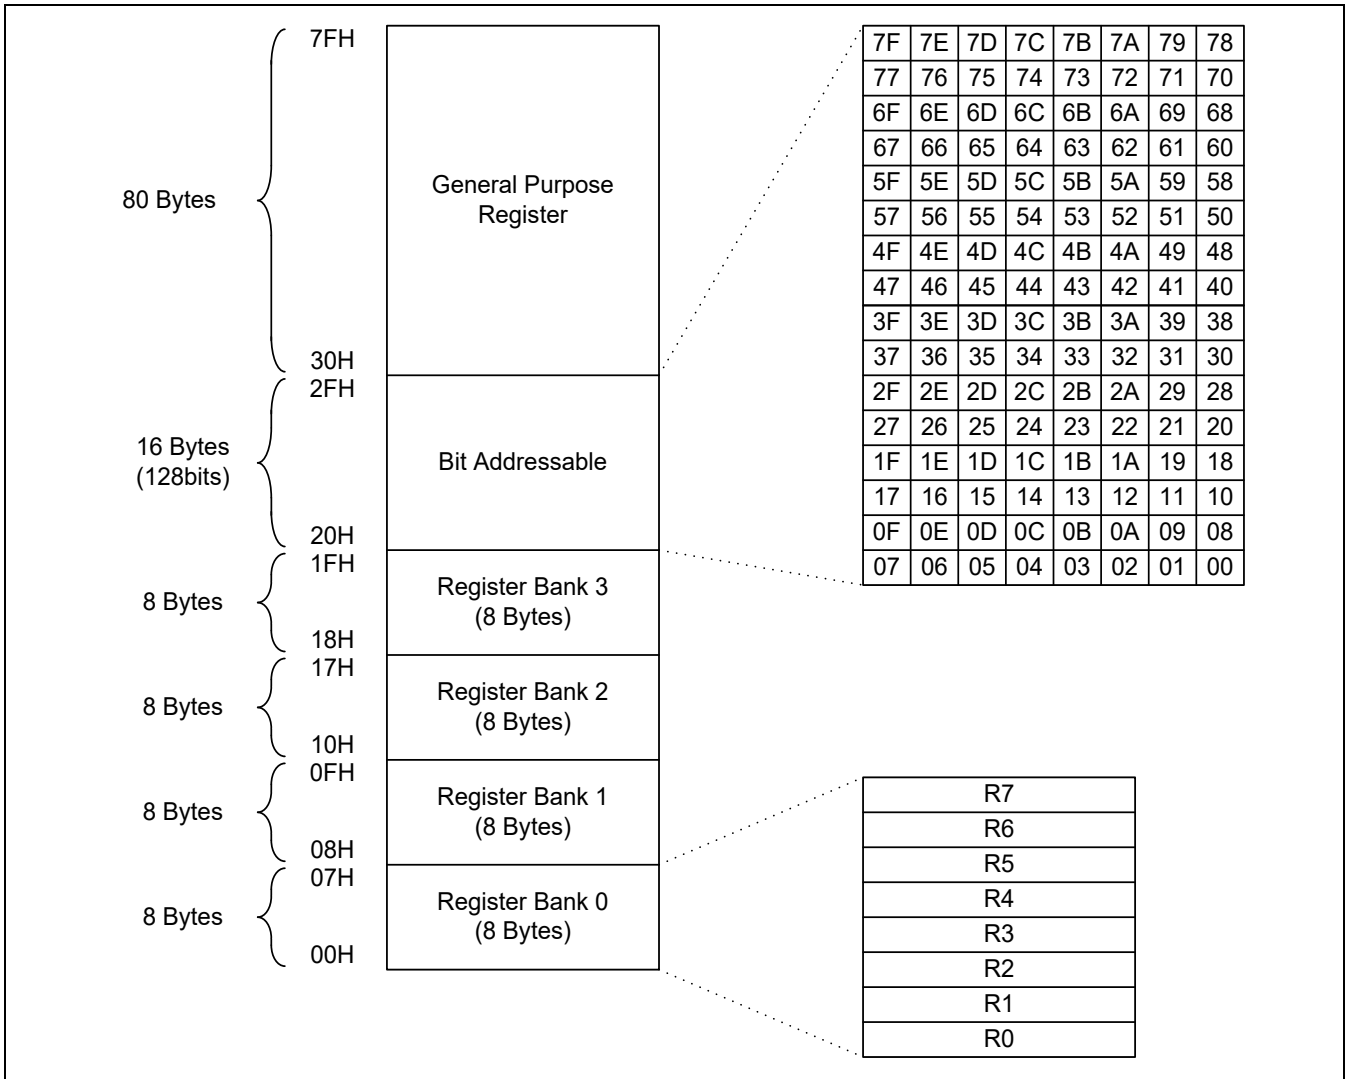 7FH
80 Bytes
General Purpose
Register
30H
2FH
16 Bytes
(128bits)
Bit Addressable
20H
1FH
8 Bytes
Register Bank 3
(8 Bytes)
18H
17H
8 Bytes
Register Bank 2
(8 Bytes)
10H
0FH
8 Bytes
Register Bank 1
(8 Bytes)
08H
07H
8 Bytes
Register Bank 0
(8 Bytes)
00H
7F 7E 7D 7C 7B 7A 79 78
77 76 75 74 73 72 71 70
6F 6E 6D 6C 6B 6A 69 68
67 66 65 64 63 62 61 60
5F 5E 5D 5C 5B 5A 59 58
57 56 55 54 53 52 51 50
4F 4E 4D 4C 4B 4A 49 48
47 46 45 44 43 42 41 40
3F 3E 3D 3C 3B 3A 39 38
37 36 35 34 33 32 31 30
2F 2E 2D 2C 2B 2A 29 28
27 26 25 24 23 22 21 20
1F 1E 1D 1C 1B 1A 19 18
17 16 15 14 13 12 11 10
0F 0E 0D 0C 0B 0A 09 08
07 06 05 04 03 02 01 00
R7
R6
R5
R4
R3
R2
R1
R0